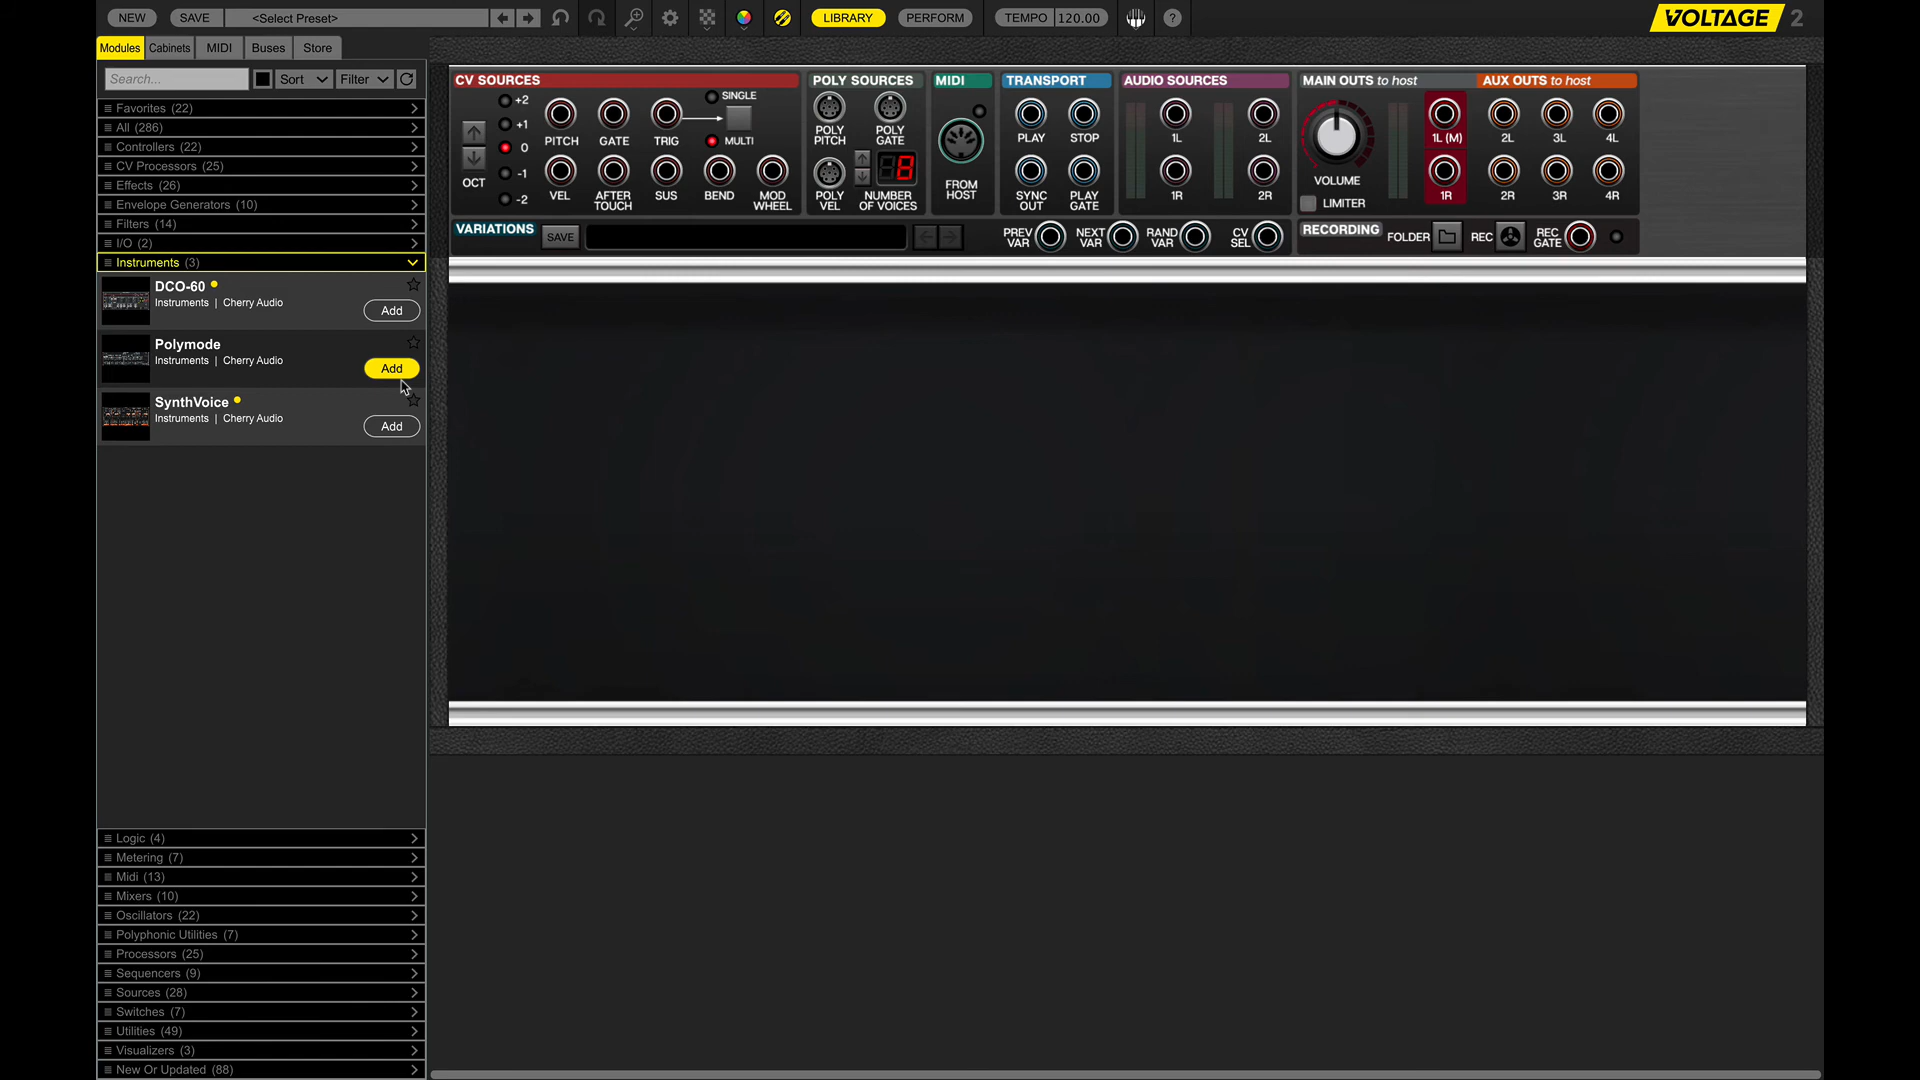 NEW SAVE <Select Preset> LIBRARY PERFORM TEMPO 120.00 ? VOLTAGE 2
Modules Cabinets MIDI Buses Store
Search... Sort Filter
Favorites (22)
All (286)
Controllers (22)
CV Processors (25)
Effects (26)
Envelope Generators (10)
Filters (14)
I/O (2)
Instruments (3)
DCO-60
Instruments | Cherry Audio
Add
Polymode
Instruments | Cherry Audio
Add
SynthVoice
Instruments | Cherry Audio
Add
Logic (4)
Metering (7)
Midi (13)
Mixers (10)
Oscillators (22)
Polyphonic Utilities (7)
Processors (25)
Sequencers (9)
Sources (28)
Switches (7)
Utilities (49)
Visualizers (3)
New Or Updated (88)
CV SOURCES
+2
+1
0
-1
-2
OCT
PITCH GATE TRIG
SINGLE
MULTI
VEL AFTER TOUCH SUS BEND MOD WHEEL
POLY SOURCES
POLY PITCH POLY GATE
POLY VEL 8 NUMBER OF VOICES
MIDI
FROM HOST
TRANSPORT
PLAY STOP
SYNC OUT PLAY GATE
AUDIO SOURCES
1L 2L
1R 2R
MAIN OUTS to host
VOLUME
LIMITER
1L (M)
1R
AUX OUTS to host
2L 3L 4L
2R 3R 4R
VARIATIONS SAVE PREV VAR NEXT VAR RAND VAR CV SEL
RECORDING FOLDER REC REC GATE